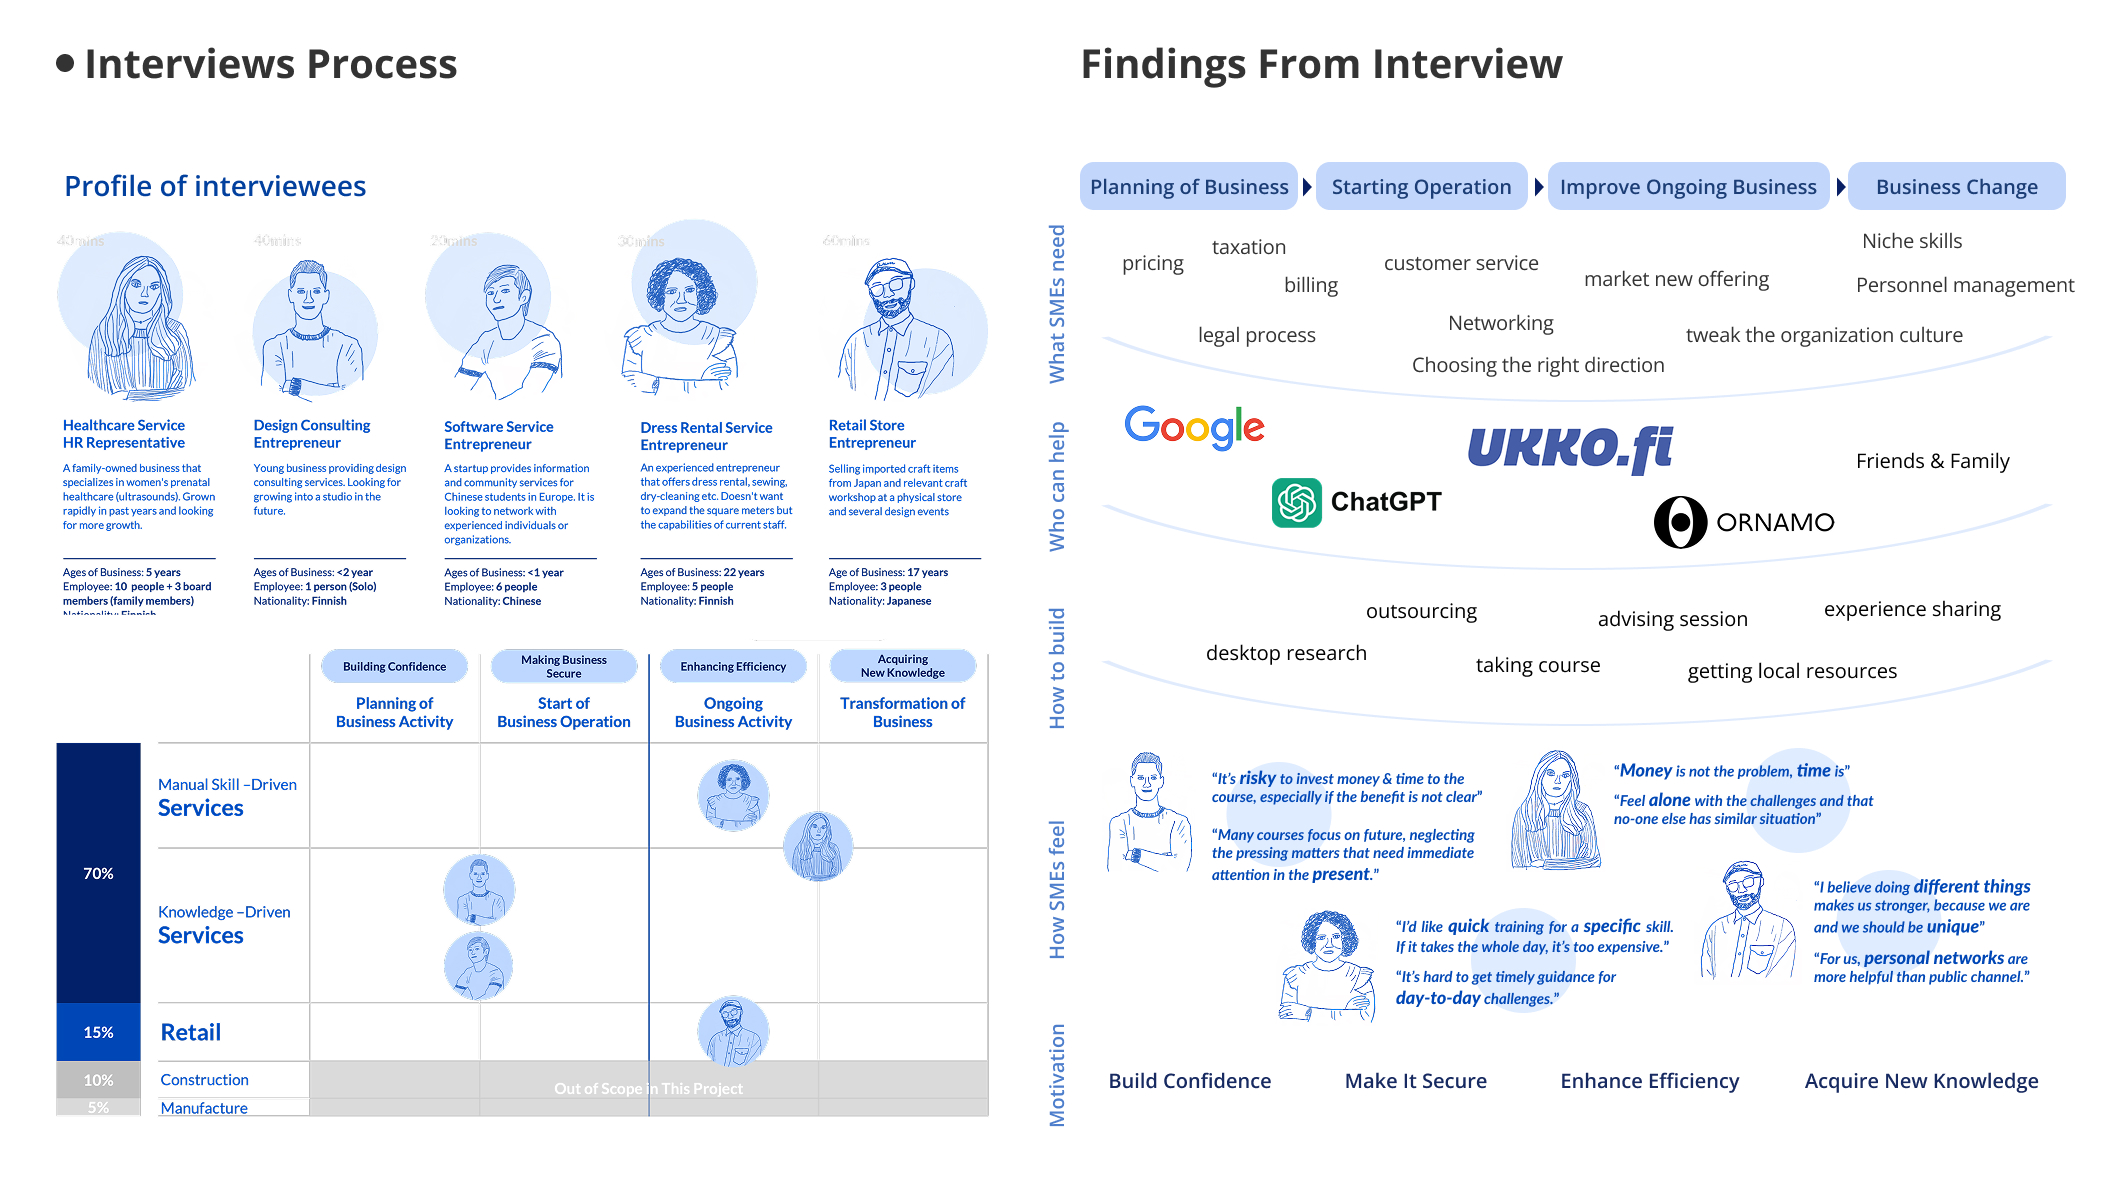 • Interviews Process
Profile of interviewees
40mins
40mins
20mins
30mins
60mins
Healthcare Service
HR Representative
A family-owned business that
specializes in women's prenatal
healthcare (ultrasounds). Grown
rapidly in past years and looking
for more growth.
Ages of Business: 5 years
Employee: 10 people + 3 board
members (family members)
Nationality: Finnish
Design Consulting
Entrepreneur
Young business providing design
consulting services. Looking for
growing into a studio in the
future.
Ages of Business: <2 year
Employee: 1 person (Solo)
Nationality: Finnish
Software Service
Entrepreneur
A startup provides information
and community services for
Chinese students in Europe. It is
looking to network with
experienced individuals or
organizations.
Ages of Business: <1 year
Employee: 6 people
Nationality: Chinese
Dress Rental Service
Entrepreneur
An experienced entrepreneur
that offers dress rental, sewing,
dry-cleaning etc. Doesn't want
to expand the square meters but
the capabilities of current staff.
Ages of Business: 22 years
Employee: 5 people
Nationality: Finnish
Retail Store
Entrepreneur
Selling imported craft items
from Japan and relevant craft
workshop at a physical store
and several design events
Age of Business: 17 years
Employee: 3 people
Nationality: Japanese
Building Confidence
Making Business
Secure
Enhancing Efficiency
Acquiring
New Knowledge
Planning of
Business Activity
Start of
Business Operation
Ongoing
Business Activity
Transformation of
Business
70%
Manual Skill –Driven
Services
Knowledge –Driven
Services
15%
Retail
10%
Construction
5%
Manufacture
Out of Scope in This Project
Findings From Interview
Planning of Business
Starting Operation
Improve Ongoing Business
Business Change
What SMEs need
pricing
taxation
billing
legal process
customer service
Networking
Choosing the right direction
market new offering
tweak the organization culture
Niche skills
Personnel management
Who can help
Google
ChatGPT
UKKO.fi
ORNAMO
Friends & Family
How to build
desktop research
outsourcing
taking course
advising session
getting local resources
experience sharing
How SMEs feel
“It’s risky to invest money & time to the
course, especially if the benefit is not clear”
“Many courses focus on future, neglecting
the pressing matters that need immediate
attention in the present.”
“Money is not the problem, time is”
“Feel alone with the challenges and that
no-one else has similar situation”
“I’d like quick training for a specific skill.
If it takes the whole day, it’s too expensive.”
“It’s hard to get timely guidance for
day-to-day challenges.”
“I believe doing different things
makes us stronger, because we are
and we should be unique”
“For us, personal networks are
more helpful than public channel.”
Motivation
Build Confidence
Make It Secure
Enhance Efficiency
Acquire New Knowledge